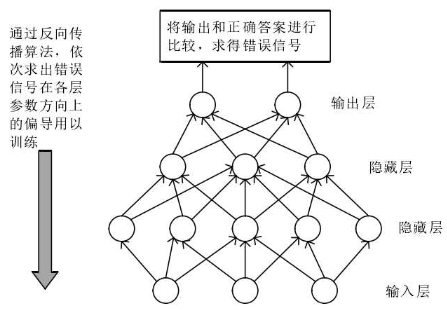 将输出和正确答案进行
比较，求得错误信号
通过反向传
播算法，依
次求出错误
信号在各层
参数方向上
的偏导用以
训练
输出层
隐藏层
隐藏层
输入层